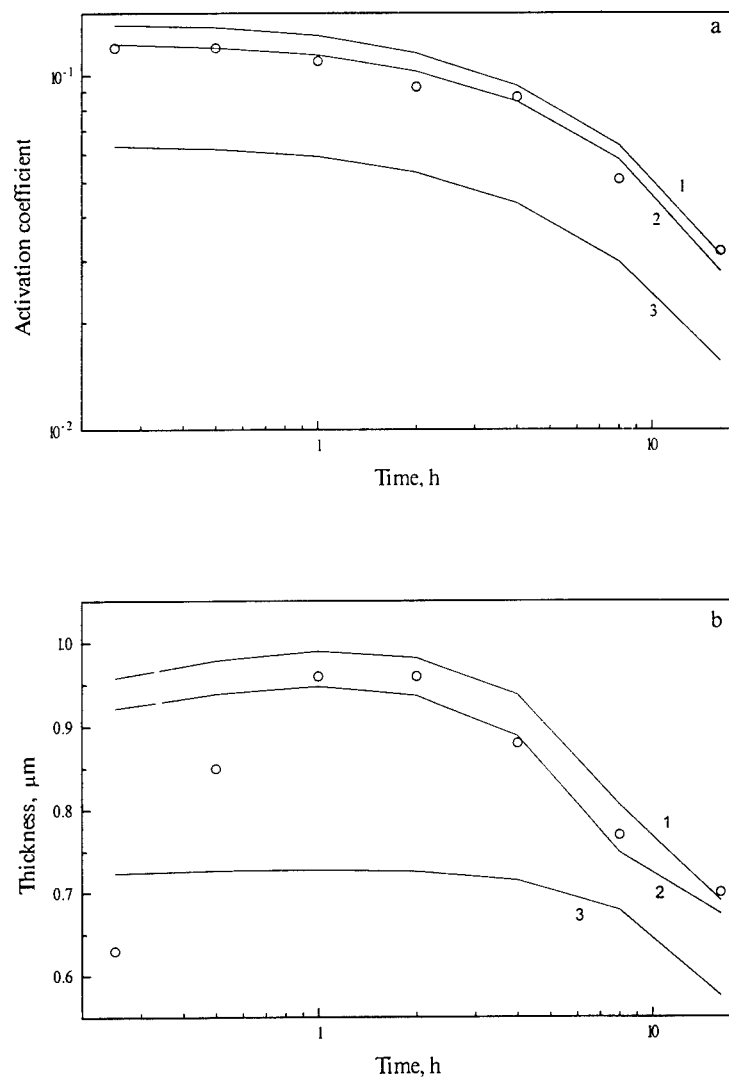 a
10⁻¹
Activation coefficient
1
2
3
10⁻²
1
10
Time, h
b
1.0
0.9
0.8
0.7
0.6
Thickness, μm
1
2
3
1
10
Time, h